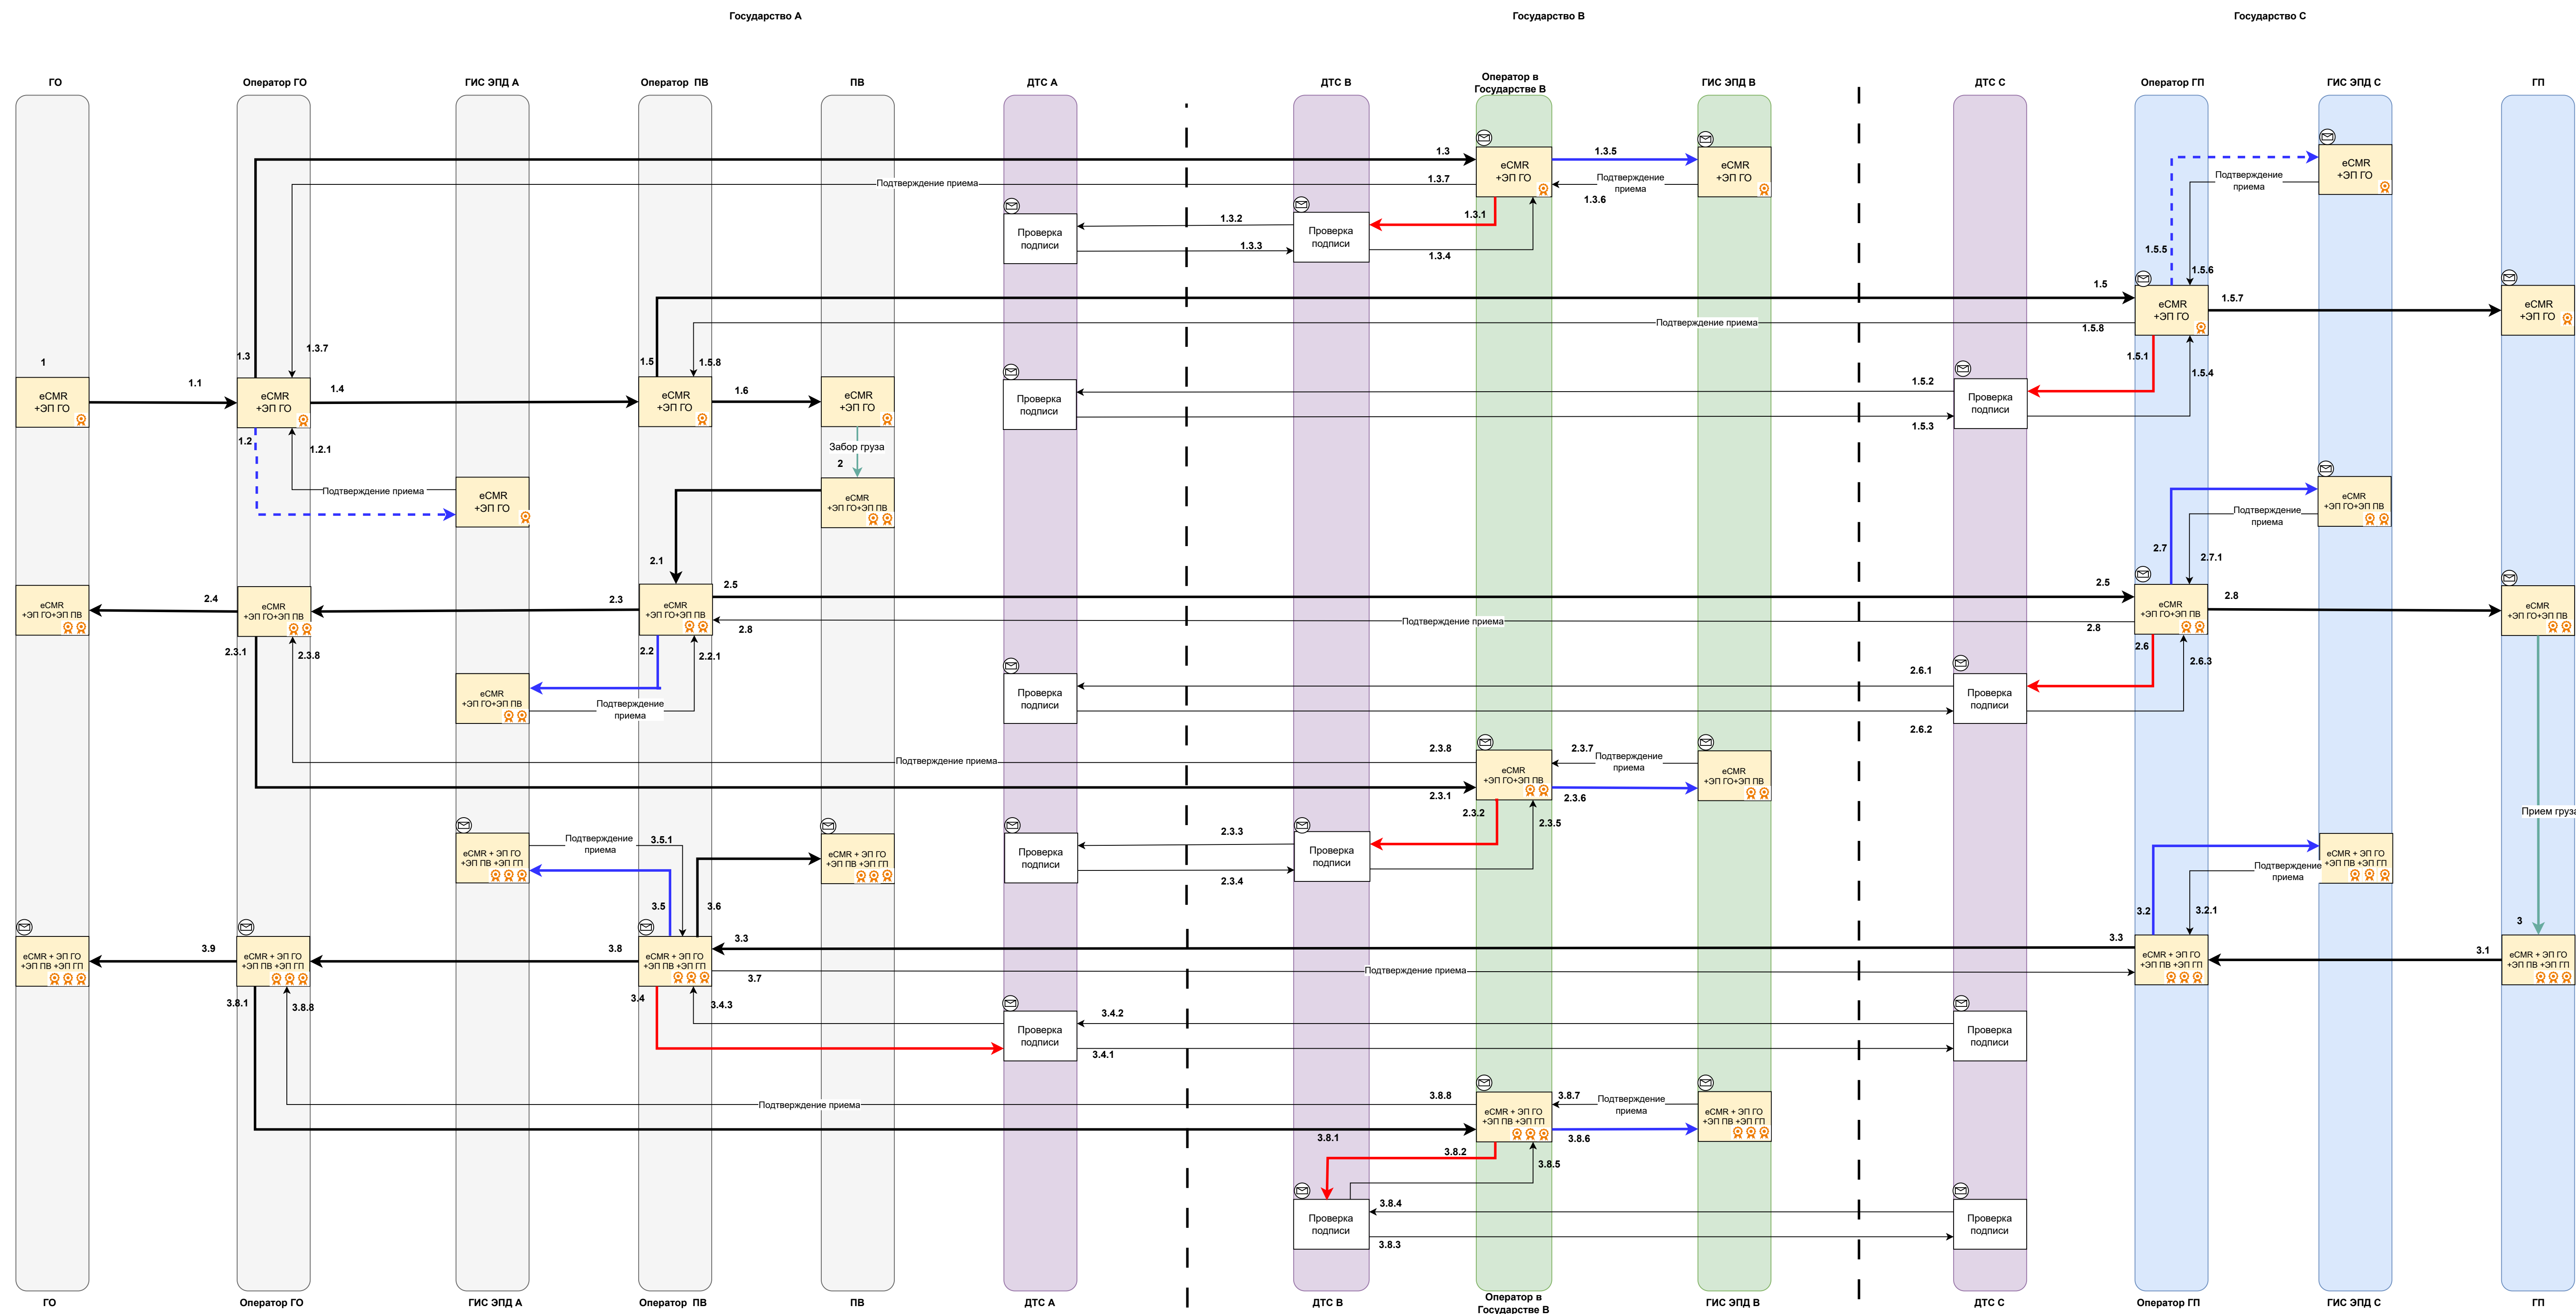 Государство А
Государство В
Государство С
ГО
Оператор ГО
ГИС ЭПД А
Оператор ПВ
ПВ
ДТС А
ДТС В
Оператор в
Государстве В
ГИС ЭПД В
ДТС С
Оператор ГП
ГИС ЭПД С
ГП
1.3
eCMR
+ЭП ГО
1.3.5
eCMR
+ЭП ГО
eCMR
+ЭП ГО
Подтверждение приема
1.3.7
Подтверждение
приема
1.3.6
Подтверждение
приема
1.3.1
1.3.2
Проверка
подписи
Проверка
подписи
1.3.3
1.3.4
1.5.5
1.5.6
1.5
eCMR
+ЭП ГО
1.5.7
eCMR
+ЭП ГО
Подтверждение приема
1.5.8
1.3
1.3.7
1.5
1.5.8
1.5.1
1.5.4
1
eCMR
+ЭП ГО
1.1
eCMR
+ЭП ГО
1.4
eCMR
+ЭП ГО
1.6
eCMR
+ЭП ГО
Проверка
подписи
1.5.2
Проверка
подписи
1.5.3
1.2
1.2.1
Забор груза
2
Подтверждение приема
eCMR
+ЭП ГО
eCMR
+ЭП ГО+ЭП ПВ
eCMR
+ЭП ГО+ЭП ПВ
Подтверждение
приема
2.1
2.7
2.7.1
eCMR
+ЭП ГО+ЭП ПВ
2.4
eCMR
+ЭП ГО+ЭП ПВ
2.3
eCMR
+ЭП ГО+ЭП ПВ
2.5
2.5
eCMR
+ЭП ГО+ЭП ПВ
2.8
eCMR
+ЭП ГО+ЭП ПВ
2.8
Подтверждение приема
2.8
2.3.1
2.3.8
2.2
2.2.1
2.6
2.6.3
eCMR
+ЭП ГО+ЭП ПВ
Подтверждение
приема
Проверка
подписи
2.6.1
Проверка
подписи
2.6.2
Подтверждение приема
2.3.8
2.3.7
Подтверждение
приема
eCMR
+ЭП ГО+ЭП ПВ
eCMR
+ЭП ГО+ЭП ПВ
2.3.1
2.3.6
2.3.2
2.3.5
Прием груза
eCMR + ЭП ГО
+ЭП ПВ +ЭП ГП
Подтверждение
приема
3.5.1
eCMR + ЭП ГО
+ЭП ПВ +ЭП ГП
Проверка
подписи
2.3.3
Проверка
подписи
2.3.4
eCMR + ЭП ГО
+ЭП ПВ +ЭП ГП
Подтверждение
приема
3.5
3.6
3.2
3.2.1
3
eCMR + ЭП ГО
+ЭП ПВ +ЭП ГП
3.9
eCMR + ЭП ГО
+ЭП ПВ +ЭП ГП
3.8
eCMR + ЭП ГО
+ЭП ПВ +ЭП ГП
3.3
3.3
eCMR + ЭП ГО
+ЭП ПВ +ЭП ГП
3.1
eCMR + ЭП ГО
+ЭП ПВ +ЭП ГП
3.7
Подтверждение приема
3.8.1
3.8.8
3.4
3.4.3
Проверка
подписи
3.4.2
3.4.1
Проверка
подписи
Подтверждение приема
3.8.8
3.8.7
Подтверждение
приема
eCMR + ЭП ГО
+ЭП ПВ +ЭП ГП
eCMR + ЭП ГО
+ЭП ПВ +ЭП ГП
3.8.1
3.8.6
3.8.2
3.8.5
Проверка
подписи
3.8.4
3.8.3
Проверка
подписи
ГО
Оператор ГО
ГИС ЭПД А
Оператор ПВ
ПВ
ДТС А
ДТС В
Оператор в
Государстве В
ГИС ЭПД В
ДТС С
Оператор ГП
ГИС ЭПД С
ГП